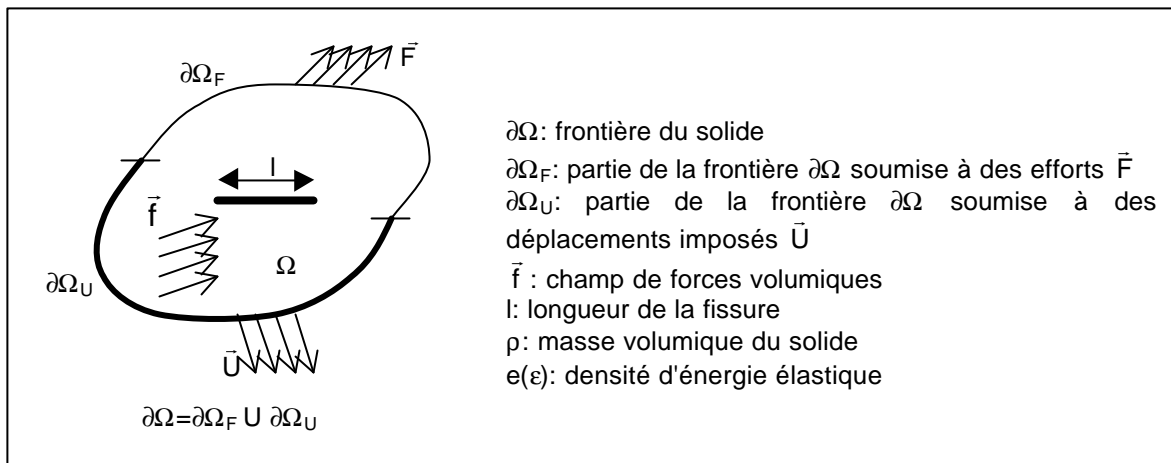 ∂Ω_F
F⃗
l
f⃗
Ω
∂Ω_U
U⃗
∂Ω=∂Ω_F U ∂Ω_U
∂Ω: frontière du solide
∂Ω_F: partie de la frontière ∂Ω soumise à des efforts F⃗
∂Ω_U: partie de la frontière ∂Ω soumise à des
déplacements imposés U⃗
f⃗ : champ de forces volumiques
l: longueur de la fissure
ρ: masse volumique du solide
e(ε): densité d'énergie élastique